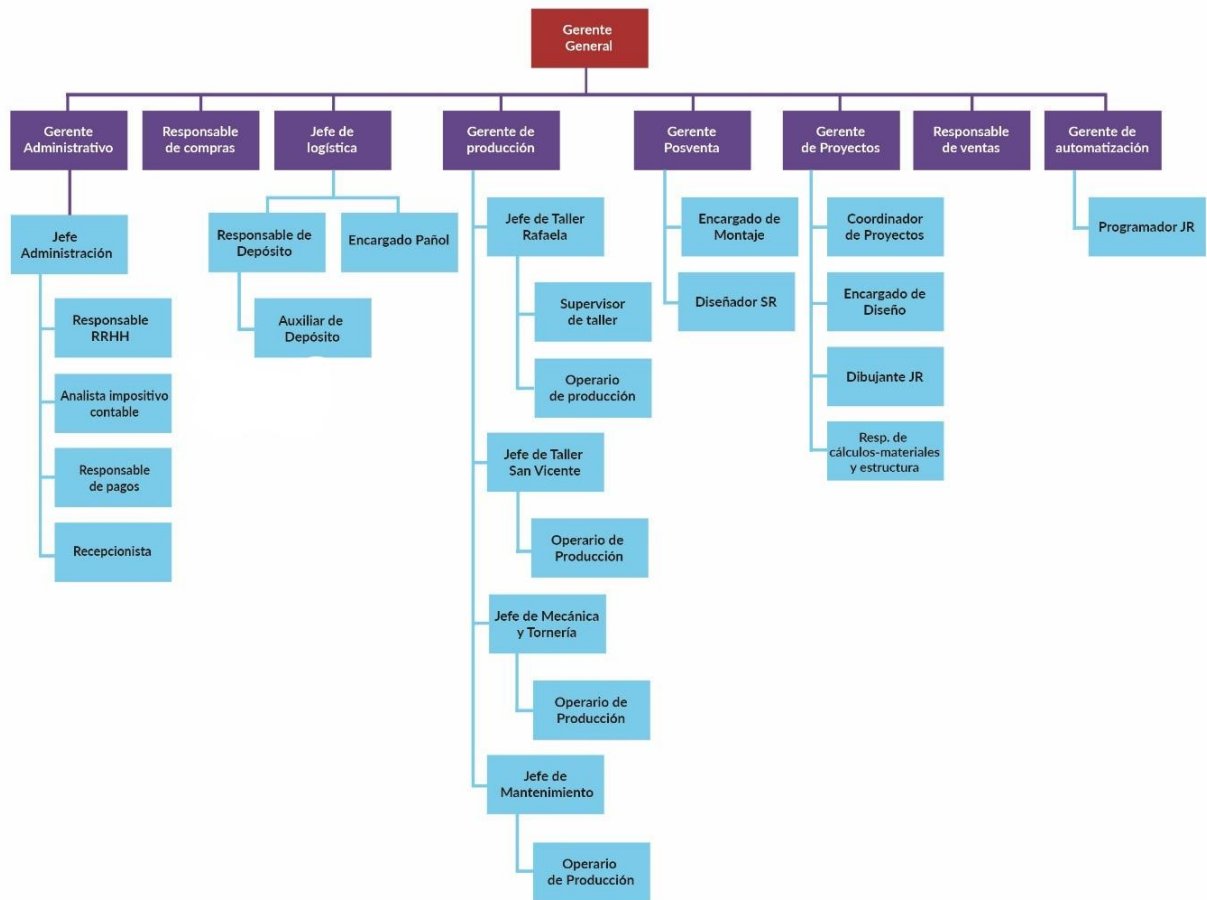 Gerente
General
Gerente
Administrativo
Responsable
de compras
Jefe de
logística
Gerente de
producción
Gerente
Posventa
Gerente
de Proyectos
Responsable
de ventas
Gerente de
automatización
Jefe
Administración
Responsable
RRHH
Analista impositivo
contable
Responsable
de pagos
Recepcionista
Responsable de
Depósito
Auxiliar de
Depósito
Encargado Pañol
Jefe de Taller
Rafaela
Supervisor
de taller
Operario
de producción
Jefe de Taller
San Vicente
Operario de
Producción
Jefe de Mecánica
y Tornería
Operario de
Producción
Jefe de
Mantenimiento
Operario
de Producción
Encargado de
Montaje
Diseñador SR
Coordinador
de Proyectos
Encargado de
Diseño
Dibujante JR
Resp. de
cálculos-materiales
y estructura
Programador JR